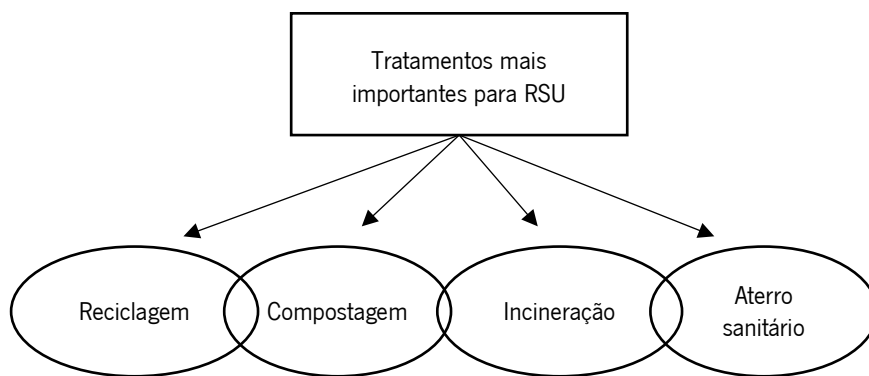 Tratamentos mais
importantes para RSU
Reciclagem
Compostagem
Incineração
Aterro
sanitário